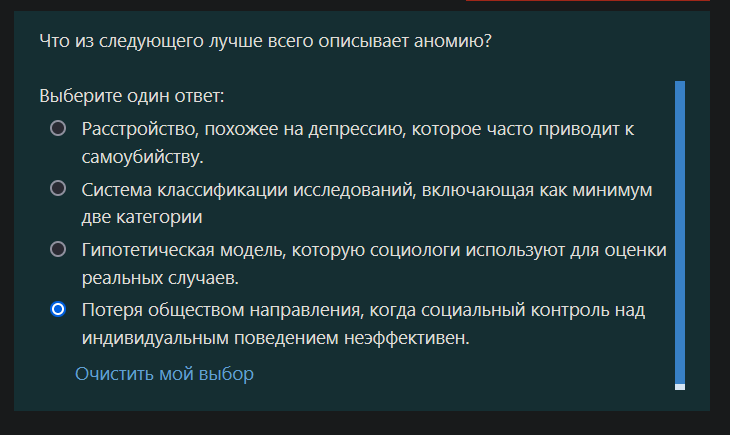 Что из следующего лучше всего описывает аномию?
Выберите один ответ:
Расстройство, похожее на депрессию, которое часто приводит к
самоубийству.
Система классификации исследований, включающая как минимум
две категории
Гипотетическая модель, которую социологи используют для оценки
реальных случаев.
Потеря обществом направления, когда социальный контроль над
индивидуальным поведением неэффективен.
Очистить мой выбор